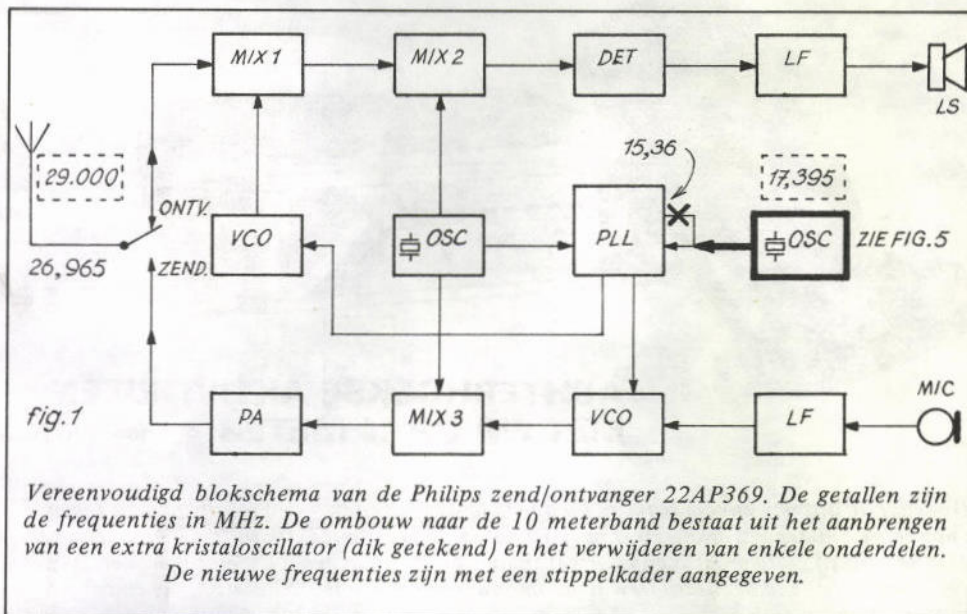 MIX 1
MIX 2
DET
LF
LS
29.000
ONTV.
26,965
ZEND.
VCO
OSC
PLL
15,36
17,395
OSC
ZIE FIG.5
fig.1
PA
MIX 3
VCO
LF
MIC
Vereenvoudigd blokschema van de Philips zend/ontvanger 22AP369. De getallen zijn
de frequenties in MHz. De ombouw naar de 10 meterband bestaat uit het aanbrengen
van een extra kristaloscillator (dik getekend) en het verwijderen van enkele onderdelen.
De nieuwe frequenties zijn met een stippelkader aangegeven.